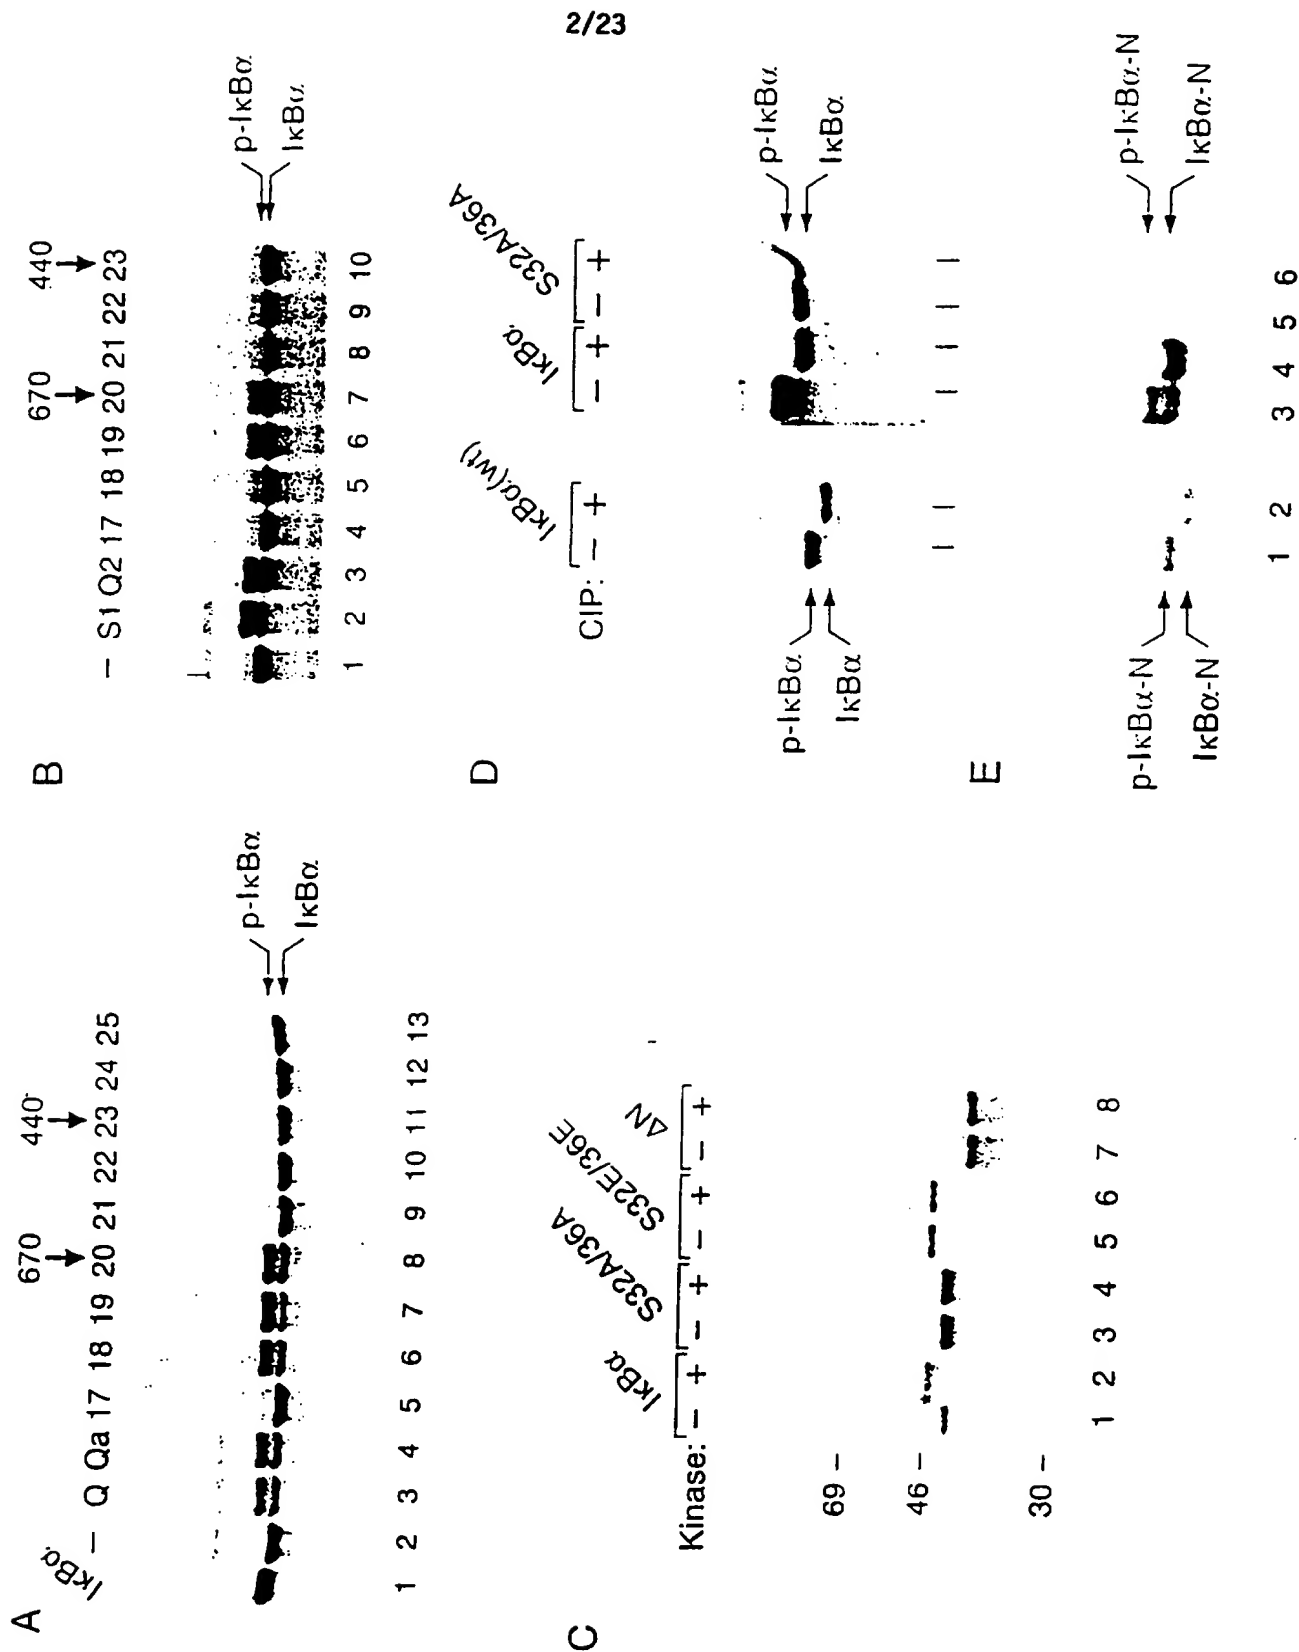 2/23
A
670
440
IκBα – Q Qa 17 18 19 20 21 22 23 24 25
p-IκBα
IκBα
1 2 3 4 5 6 7 8 9 10 11 12 13
B
670
440
– S1 Q2 17 18 19 20 21 22 23
p-IκBα
IκBα
1 2 3 4 5 6 7 8 9 10
C
IκBα S32A/36A S32E/36E ΔN
Kinase: – + – + – + – +
69 –
46 –
30 –
*
1 2 3 4 5 6 7 8
D
IκBα(wt) IκBα S32A/36A
CIP: – + – + – +
p-IκBα
IκBα
p-IκBα
IκBα
E
p-IκBα-N
IκBα-N
p-IκBα-N
IκBα-N
1 2 3 4 5 6